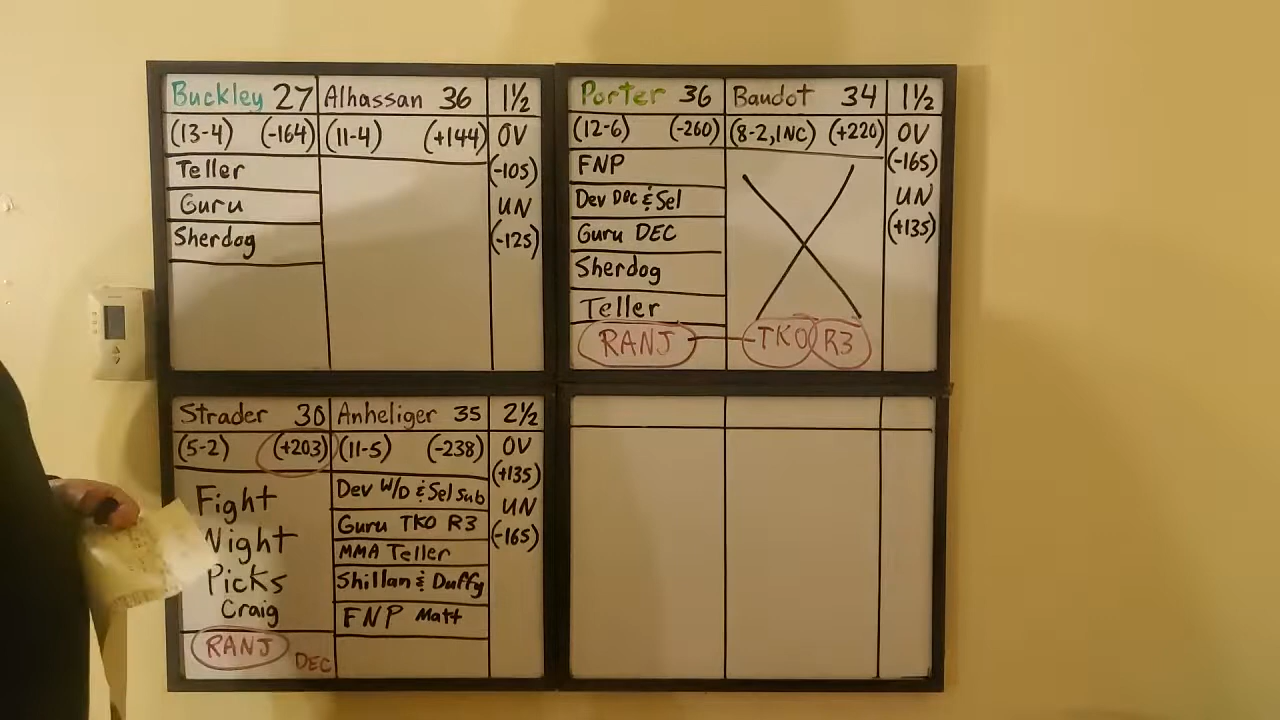 Buckley 27 Alhassan 36 1½
(13-4) (-164) (11-4) (+144) OV
Teller (-105)
Guru UN
Sherdog (-125)
Porter 36 Baudot 34 1½
(12-6) (-260) (8-2,1NC) (+220) OV
FNP (-165)
Dev DEC & Sel UN
Guru DEC (+135)
Sherdog
Teller
RANJ TKO R3
Strader 30 Anheliger 35 2½
(5-2) (+203) (11-5) (-238) OV
Fight Dev W/D & Sel Sub (+135)
Night Guru TKO R3 UN
Picks MMA Teller (-165)
Craig Shillan & Duffy
FNP Matt
RANJ DEC